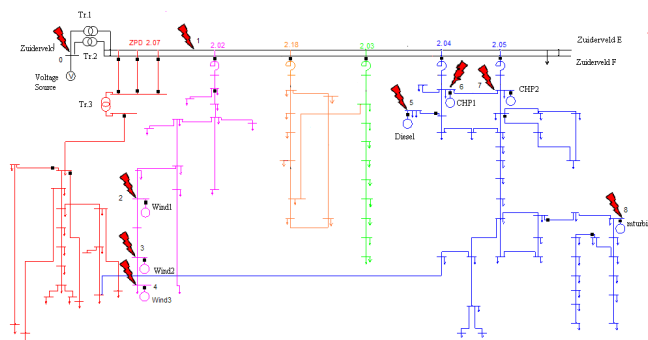 Tr.1
Zuiderveld
0
Tr.2
ZPD 2.07
1
2.02
2.18
2.03
2.04
2.05
Zuiderveld E
Zuiderveld F
Voltage
Source
Tr.3
5
Diesel
6
CHP1
7
CHP2
2
Wind1
3
Wind2
4
Wind3
8